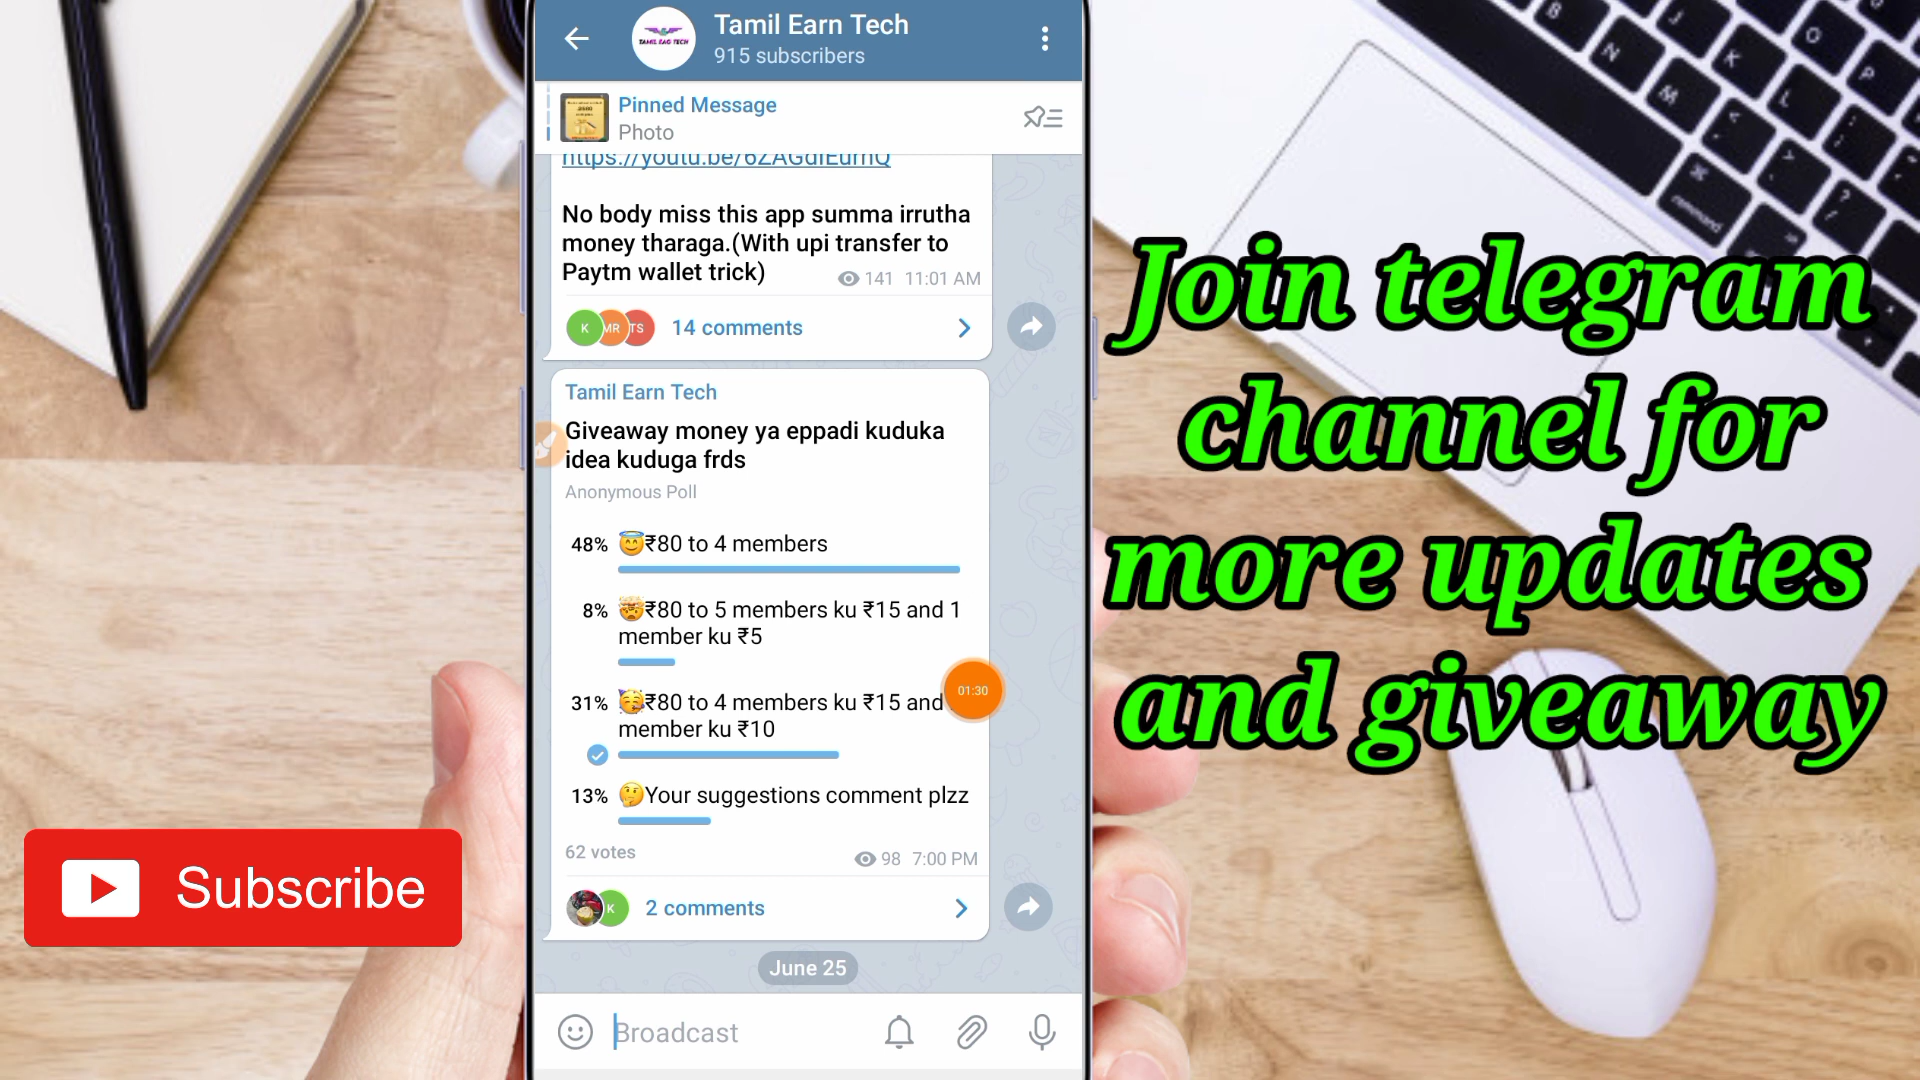 Tamil Earn Tech
915 subscribers
Pinned Message
Photo
No body miss this app summa irrutha
money tharaga.(With upi transfer to
Paytm wallet trick)
141 11:01 AM
K MR TS 14 comments
Tamil Earn Tech
Giveaway money ya eppadi kuduka
idea kuduga frds
Anonymous Poll
48% 😇₹80 to 4 members
8% 🤯₹80 to 5 members ku ₹15 and 1
member ku ₹5
01:30
31% 🥳₹80 to 4 members ku ₹15 and
member ku ₹10
13% 🤔Your suggestions comment plzz
62 votes
98 7:00 PM
K 2 comments
June 25
Broadcast
Join telegram
channel for
more updates
and giveaway
Subscribe
command